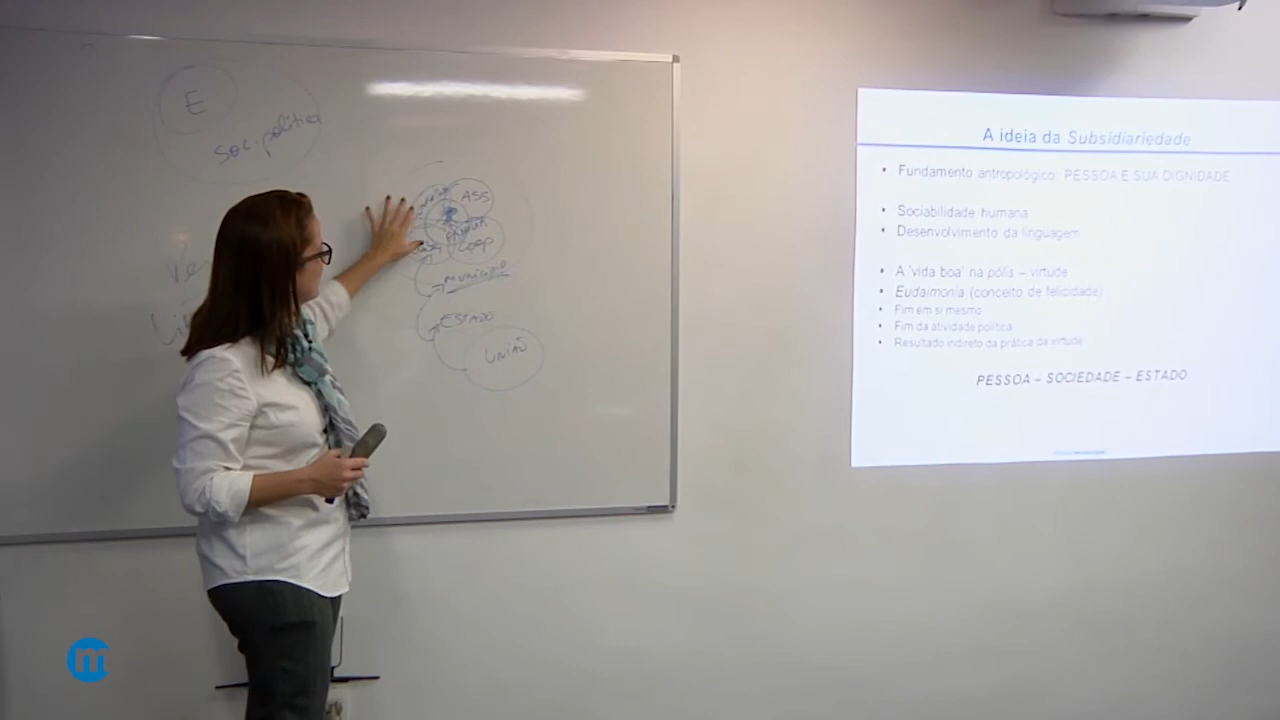 E
soc. política
ASS
FAMÍLIA
COOP
MUNICÍPIO
ESTADO
UNIÃO
A ideia da Subsidiariedade
• Fundamento antropológico: PESSOA E SUA DIGNIDADE
• Sociabilidade humana
• Desenvolvimento da linguagem
• A 'vida boa' na pólis – virtude
• Eudaimonia (conceito de felicidade)
• Fim em si mesmo
• Fim da atividade política
• Resultado indireto da prática da virtude
PESSOA – SOCIEDADE – ESTADO
m